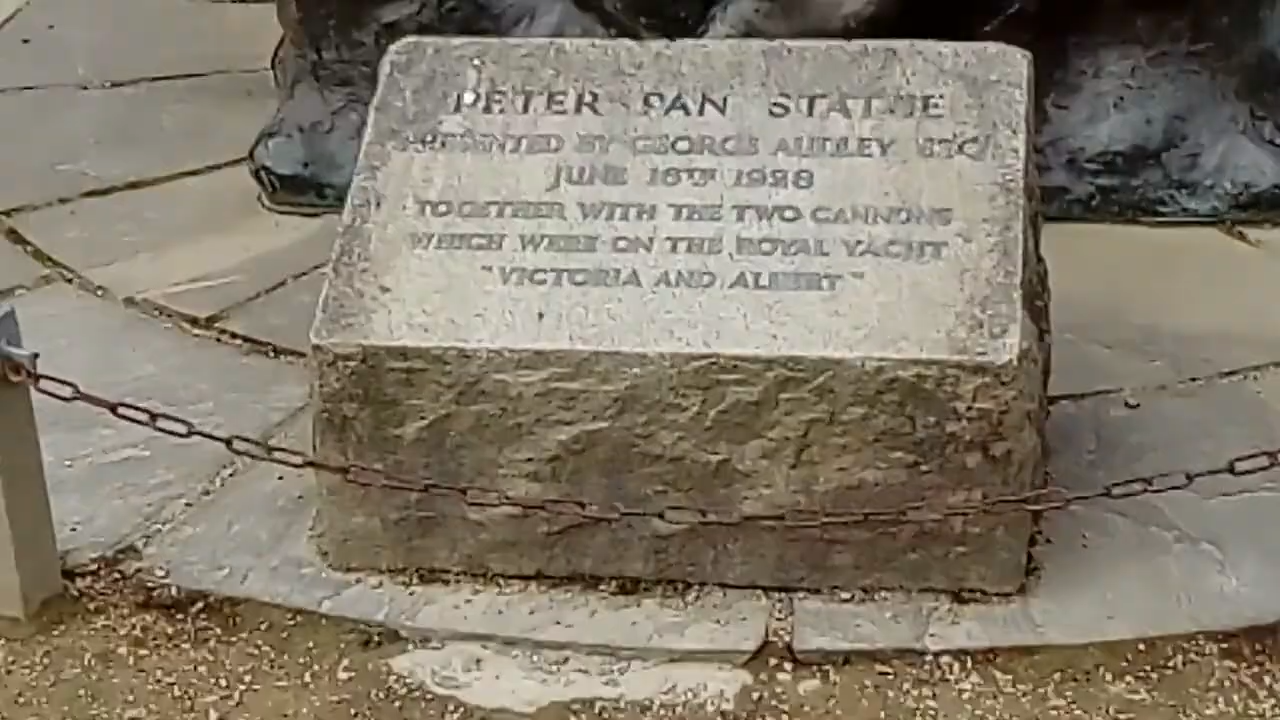 PETER PAN STATUE
PRESENTED BY GEORGE AUDLEY ESQ
JUNE 16TH 1928
TOGETHER WITH THE TWO CANNONS
WHICH WERE ON THE ROYAL YACHT
"VICTORIA AND ALBERT"